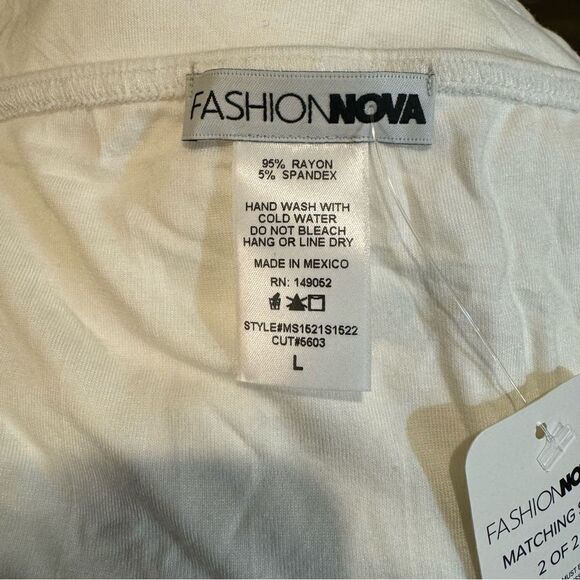 FASHIONNOVA
95% RAYON
5% SPANDEX
HAND WASH WITH
COLD WATER
DO NOT BLEACH
HANG OR LINE DRY
MADE IN MEXICO
RN: 149052
STYLE#MS1521S1522
CUT#5603
L
FASHIONNO
MATCHING S
2 OF 2